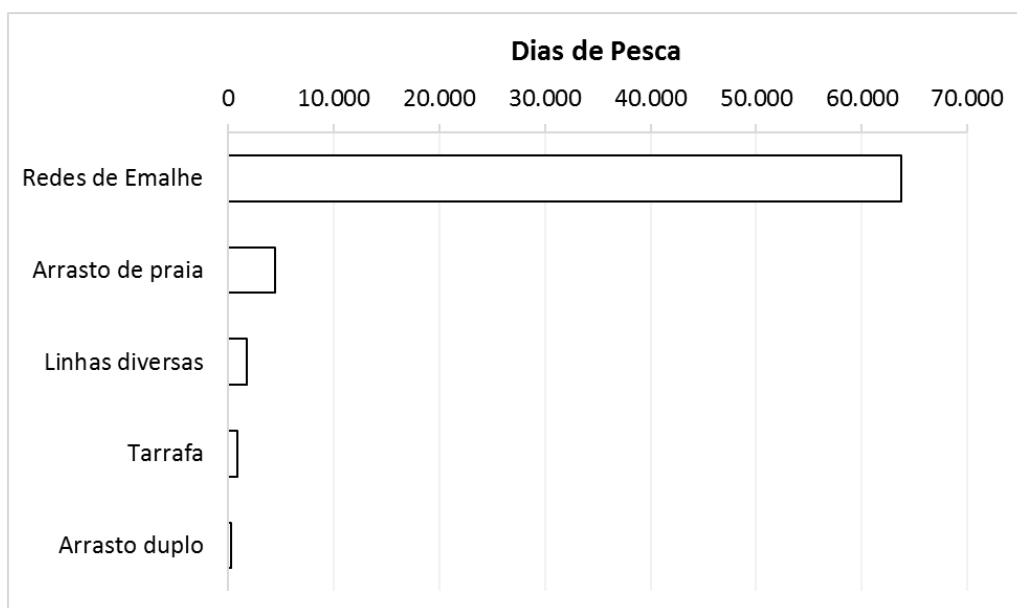 Dias de Pesca
0 10.000 20.000 30.000 40.000 50.000 60.000 70.000
Redes de Emalhe
Arrasto de praia
Linhas diversas
Tarrafa
Arrasto duplo